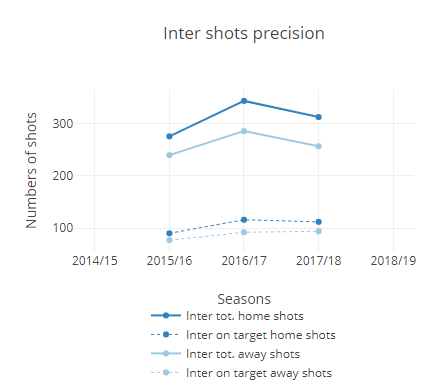 Inter shots precision
Numbers of shots
300
200
100
2014/15 2015/16 2016/17 2017/18 2018/19
Seasons
Inter tot. home shots
Inter on target home shots
Inter tot. away shots
Inter on target away shots